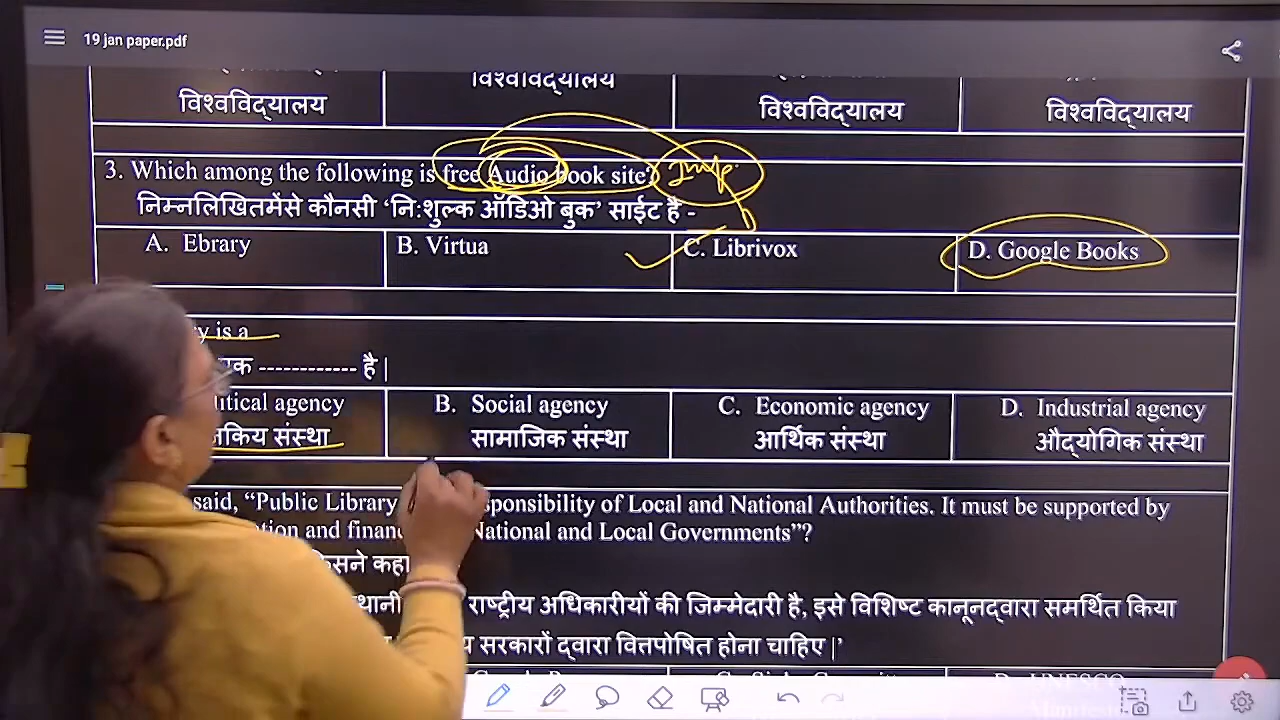 19 jan paper.pdf
विश्वविद्यालय
विश्वविद्यालय
विश्वविद्यालय
विश्वविद्यालय
3. Which among the following is free Audio book site? Imp.
निम्नलिखितमेंसे कौनसी ‘नि:शुल्क ऑडिओ बुक’ साईट है -
A. Ebrary
B. Virtua
C. Librivox
D. Google Books
is a
------------ है |
agency
संस्था
B. Social agency
सामाजिक संस्था
C. Economic agency
आर्थिक संस्था
D. Industrial agency
औद्योगिक संस्था
said, “Public Library
of Local and National Authorities. It must be supported by
and
National and Local Governments”?
कहा
राष्ट्रीय अधिकारीयों की जिम्मेदारी है, इसे विशिष्ट कानूनद्वारा समर्थित किया
सरकारों द्वारा वित्तपोषित होना चाहिए |’